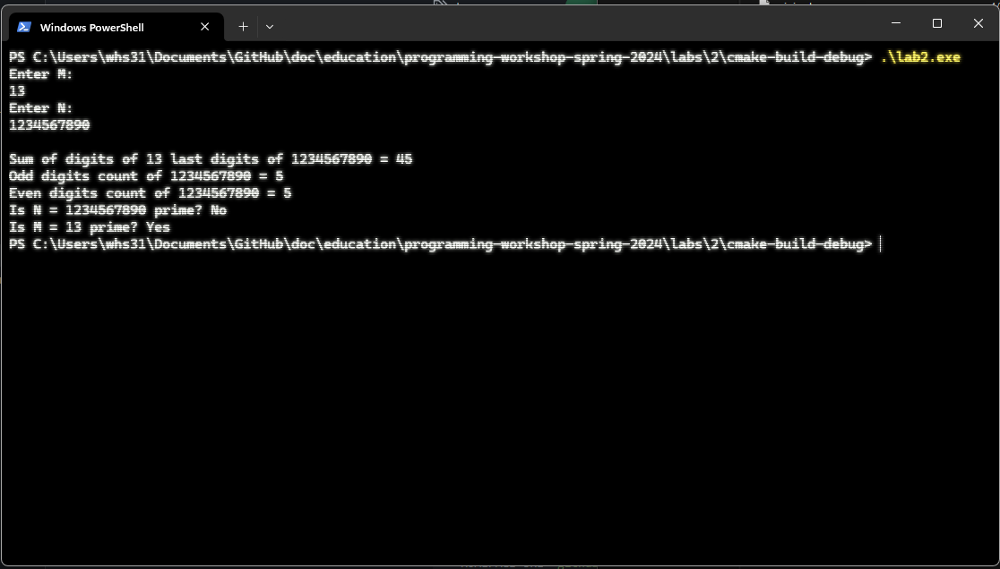 Windows PowerShell
PS C:\Users\whs31\Documents\GitHub\doc\education\programming-workshop-spring-2024\labs\2\cmake-build-debug> .\lab2.exe
Enter M:
13
Enter N:
1234567890
Sum of digits of 13 last digits of 1234567890 = 45
Odd digits count of 1234567890 = 5
Even digits count of 1234567890 = 5
Is N = 1234567890 prime? No
Is M = 13 prime? Yes
PS C:\Users\whs31\Documents\GitHub\doc\education\programming-workshop-spring-2024\labs\2\cmake-build-debug>